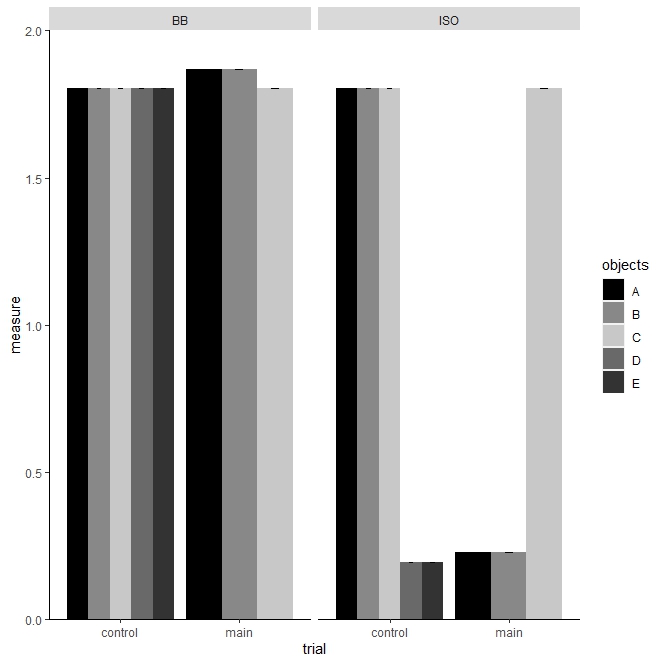 BB ISO
2.0
1.5
1.0
0.5
0.0
measure
control main control main
trial
objects
A
B
C
D
E